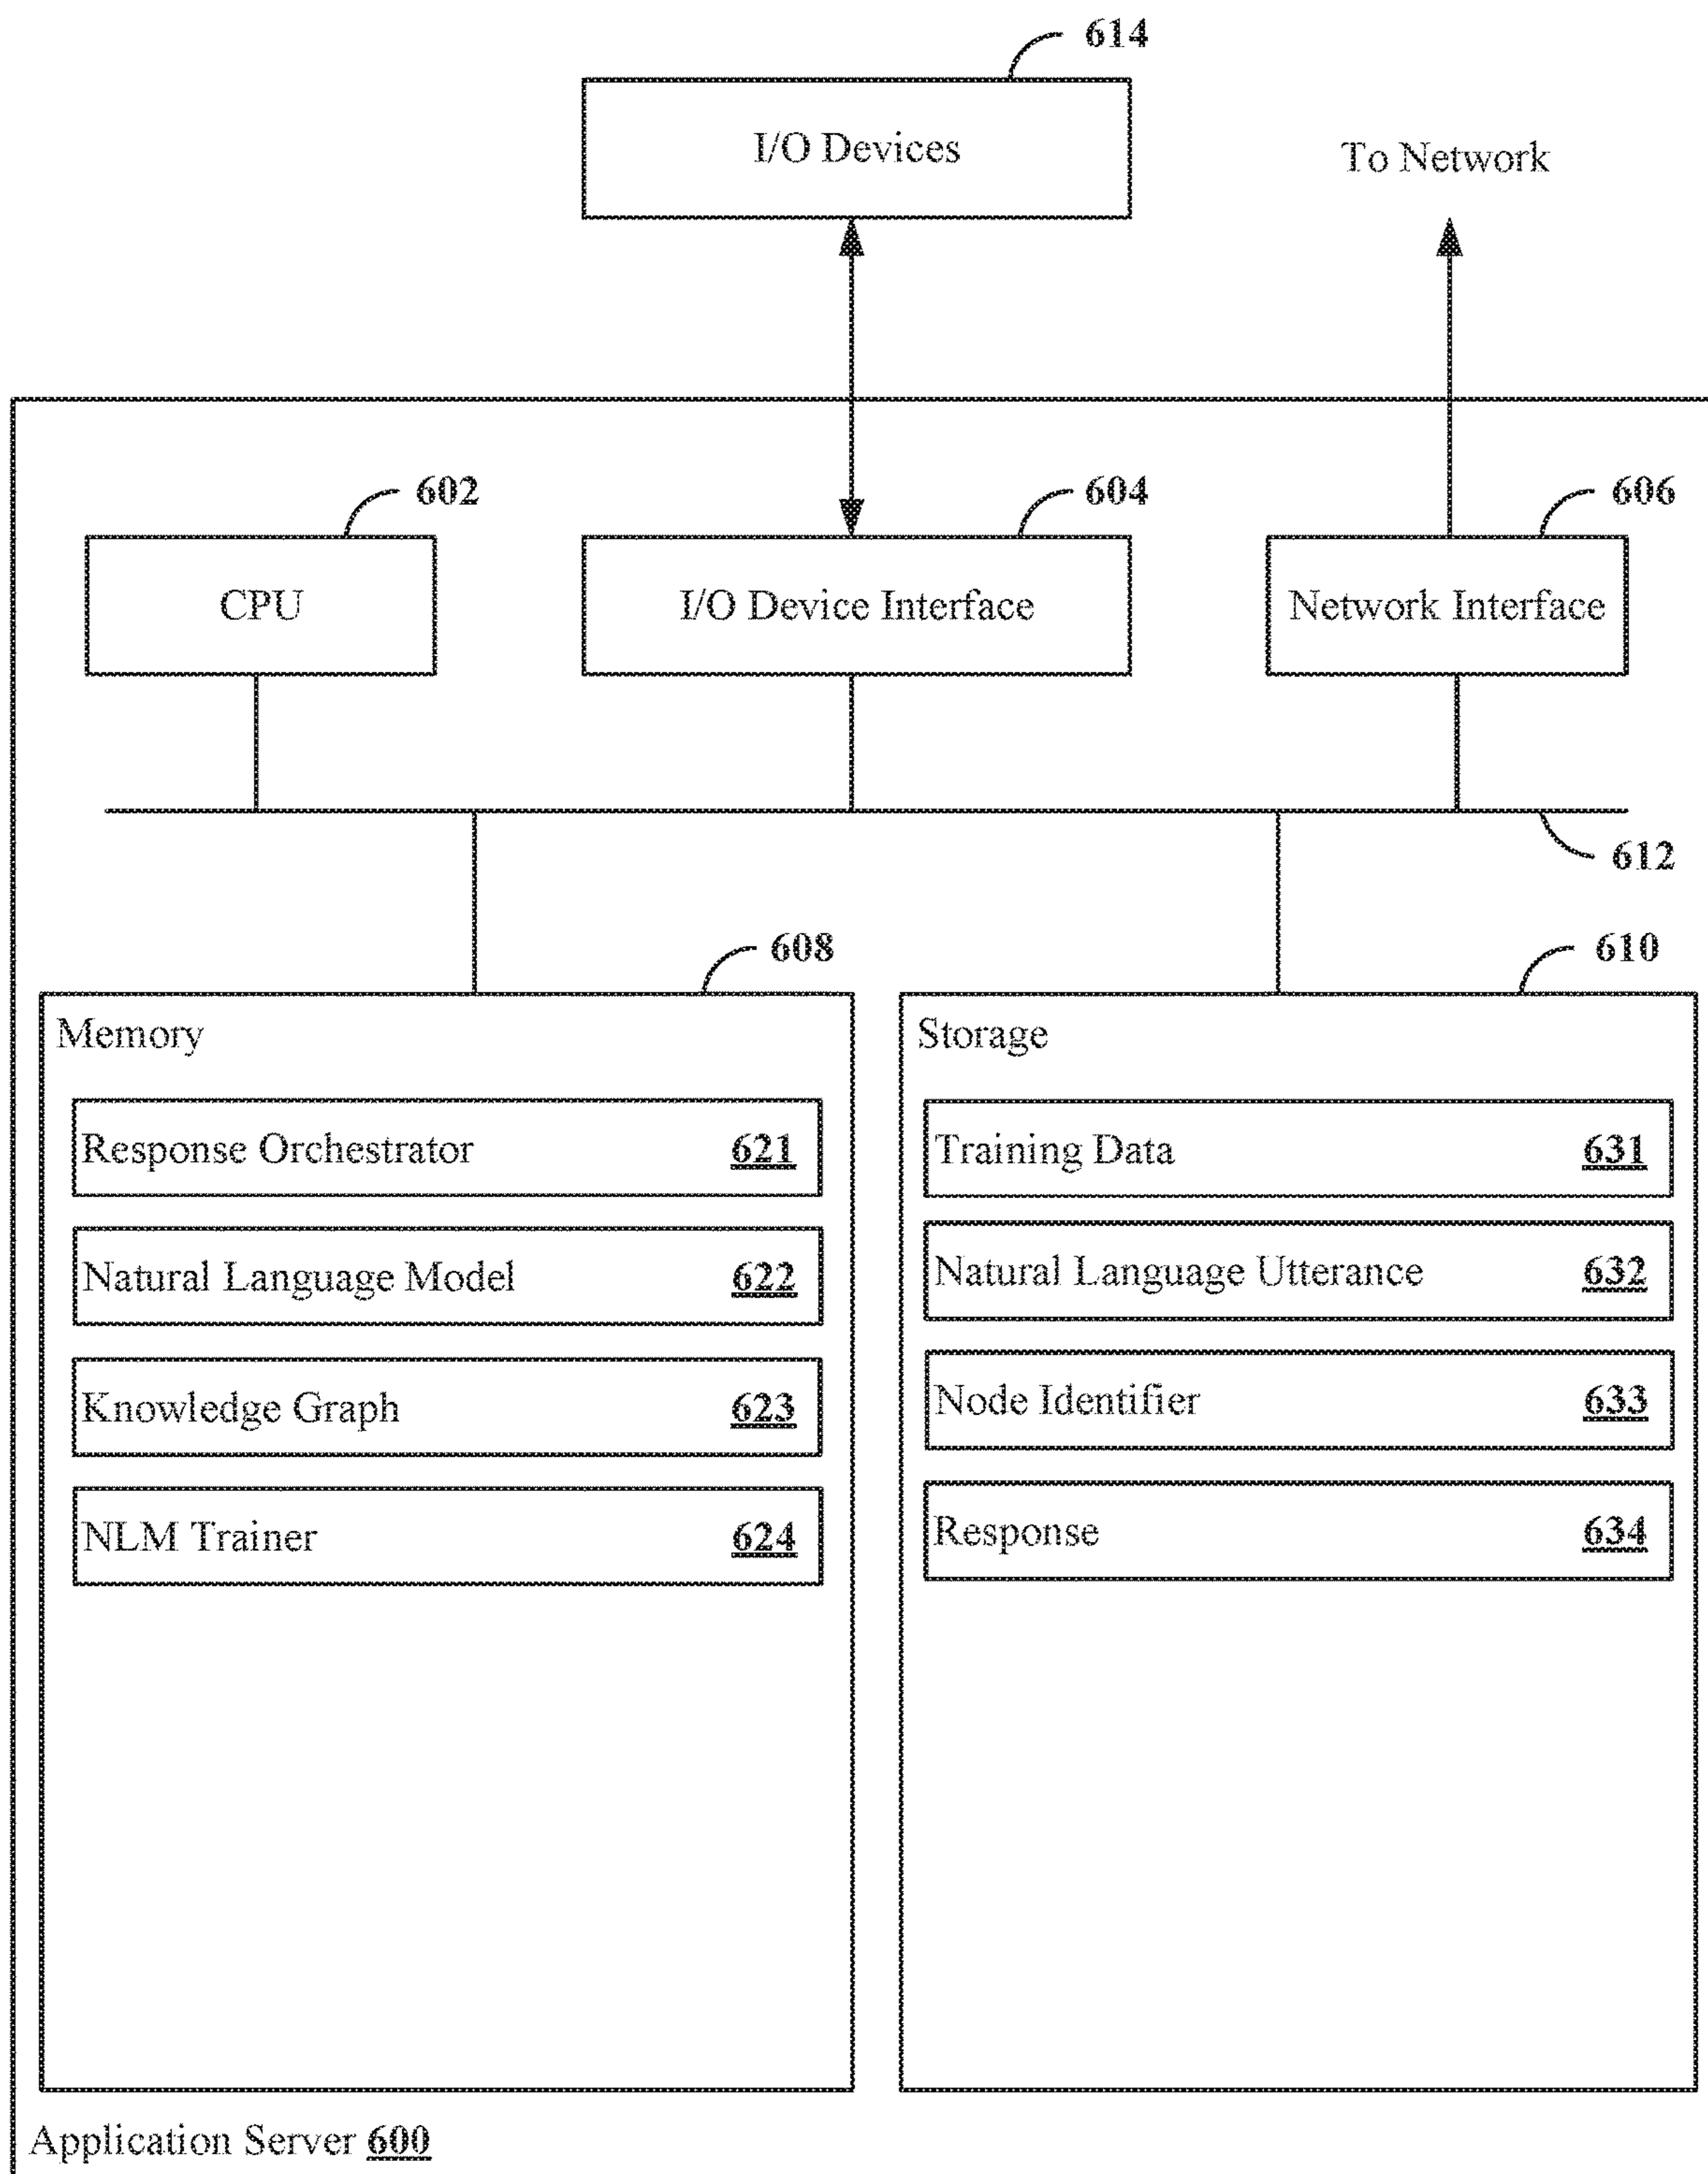 614
I/O Devices
To Network
602
604
606
CPU
I/O Device Interface
Network Interface
612
608
610
Memory
Storage
Response Orchestrator 621
Training Data 631
Natural Language Model 622
Natural Language Utterance 632
Knowledge Graph 623
Node Identifier 633
NLM Trainer 624
Response 634
Application Server 600